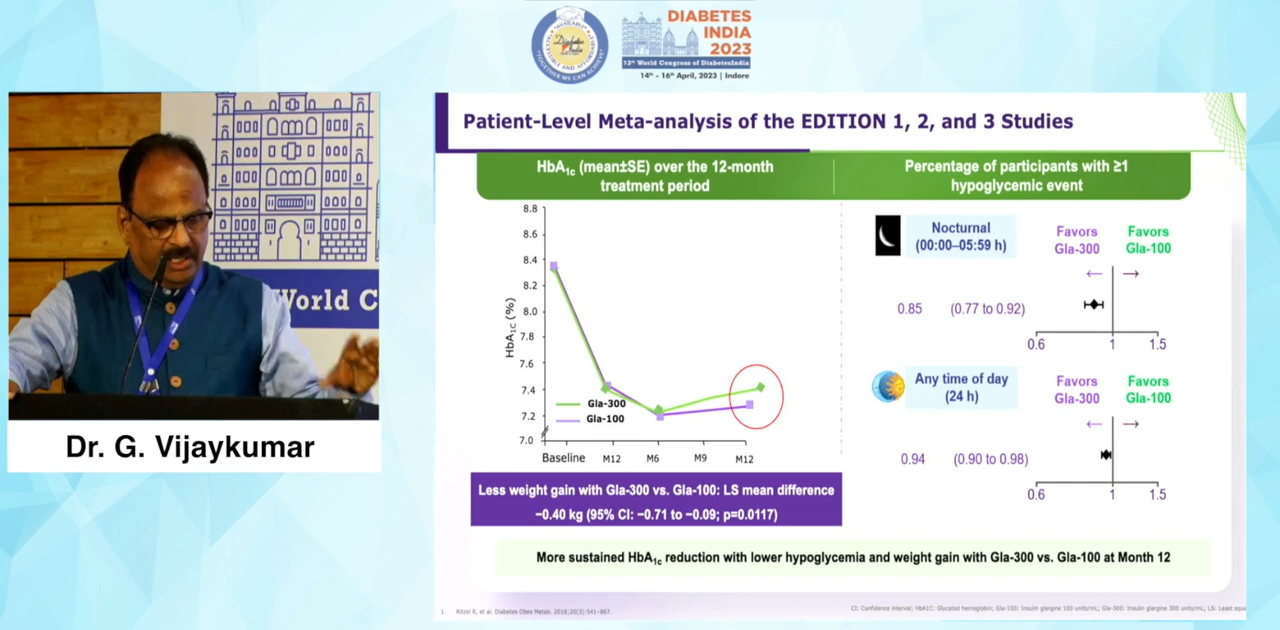 DIABETES
INDIA
2023
13th World Congress of DiabetesIndia
14th - 16th April, 2023 | Indore
Diabetes
India
TOGETHER WE CAN ACHIEVE
World C
Dr. G. Vijaykumar
Patient-Level Meta-analysis of the EDITION 1, 2, and 3 Studies
HbA1c (mean±SE) over the 12-month
treatment period
8.8
8.6
8.4
8.2
8.0
7.8
7.6
7.4
7.2
7.0
HbA1C (%)
Gla-300
Gla-100
Baseline M12 M6 M9 M12
Less weight gain with Gla-300 vs. Gla-100: LS mean difference
−0.40 kg (95% CI: −0.71 to −0.09; p=0.0117)
Percentage of participants with ≥1
hypoglycemic event
Nocturnal
(00:00–05:59 h)
Favors
Gla-300
Favors
Gla-100
0.85 (0.77 to 0.92)
0.6 1 1.5
Any time of day
(24 h)
Favors
Gla-300
Favors
Gla-100
0.94 (0.90 to 0.98)
0.6 1 1.5
More sustained HbA1c reduction with lower hypoglycemia and weight gain with Gla-300 vs. Gla-100 at Month 12
1. Ritzel R, et al. Diabetes Obes Metab. 2018;20(3):541–867.
CI: Confidence interval; HbA1C: Glycated hemoglobin; Gla-100: Insulin glargine 100 units/mL; Gla-300: Insulin glargine 300 units/mL; LS: Least squa